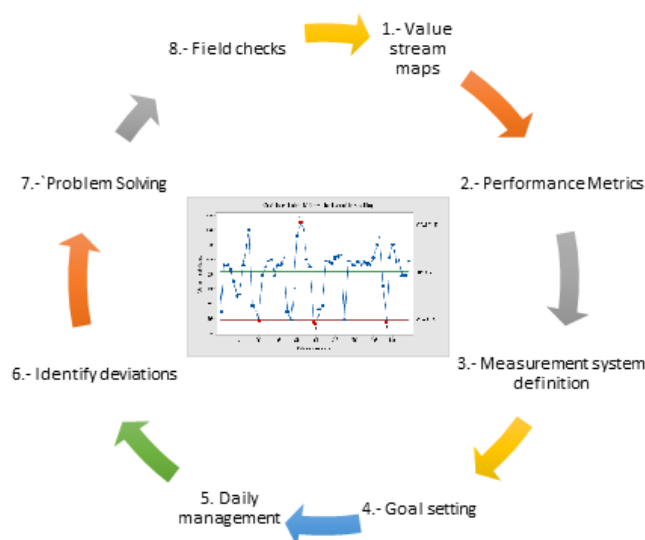 1.- Value
stream
maps
2.- Performance Metrics
3.- Measurement system
definition
4.- Goal setting
5. Daily
management
6.- Identify deviations
7.-`Problem Solving
8.- Field checks